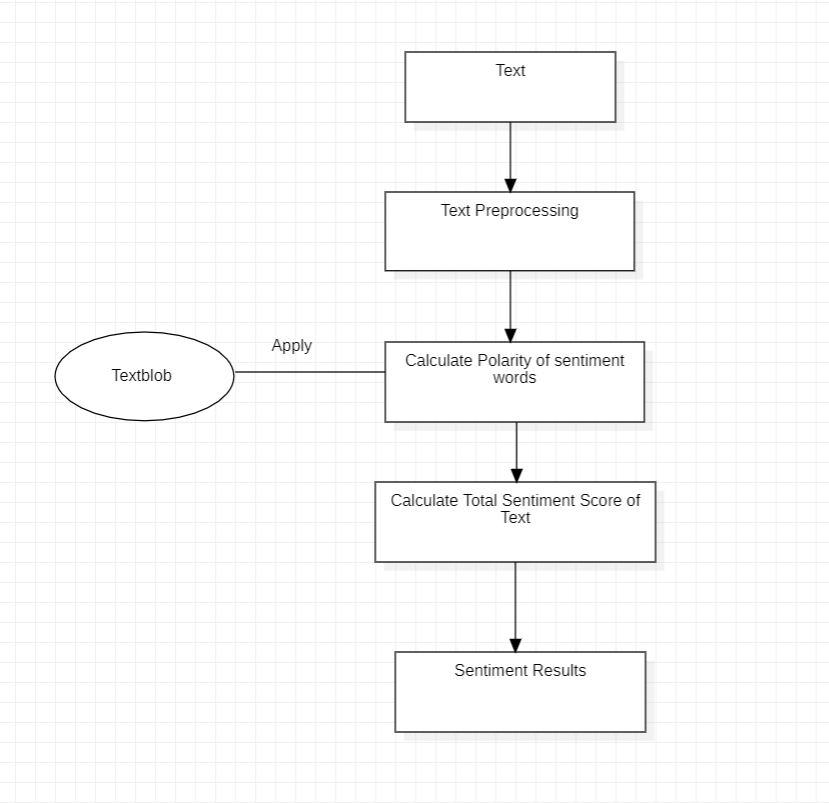 Text
Text Preprocessing
Apply
Textblob
Calculate Polarity of sentiment
words
Calculate Total Sentiment Score of
Text
Sentiment Results